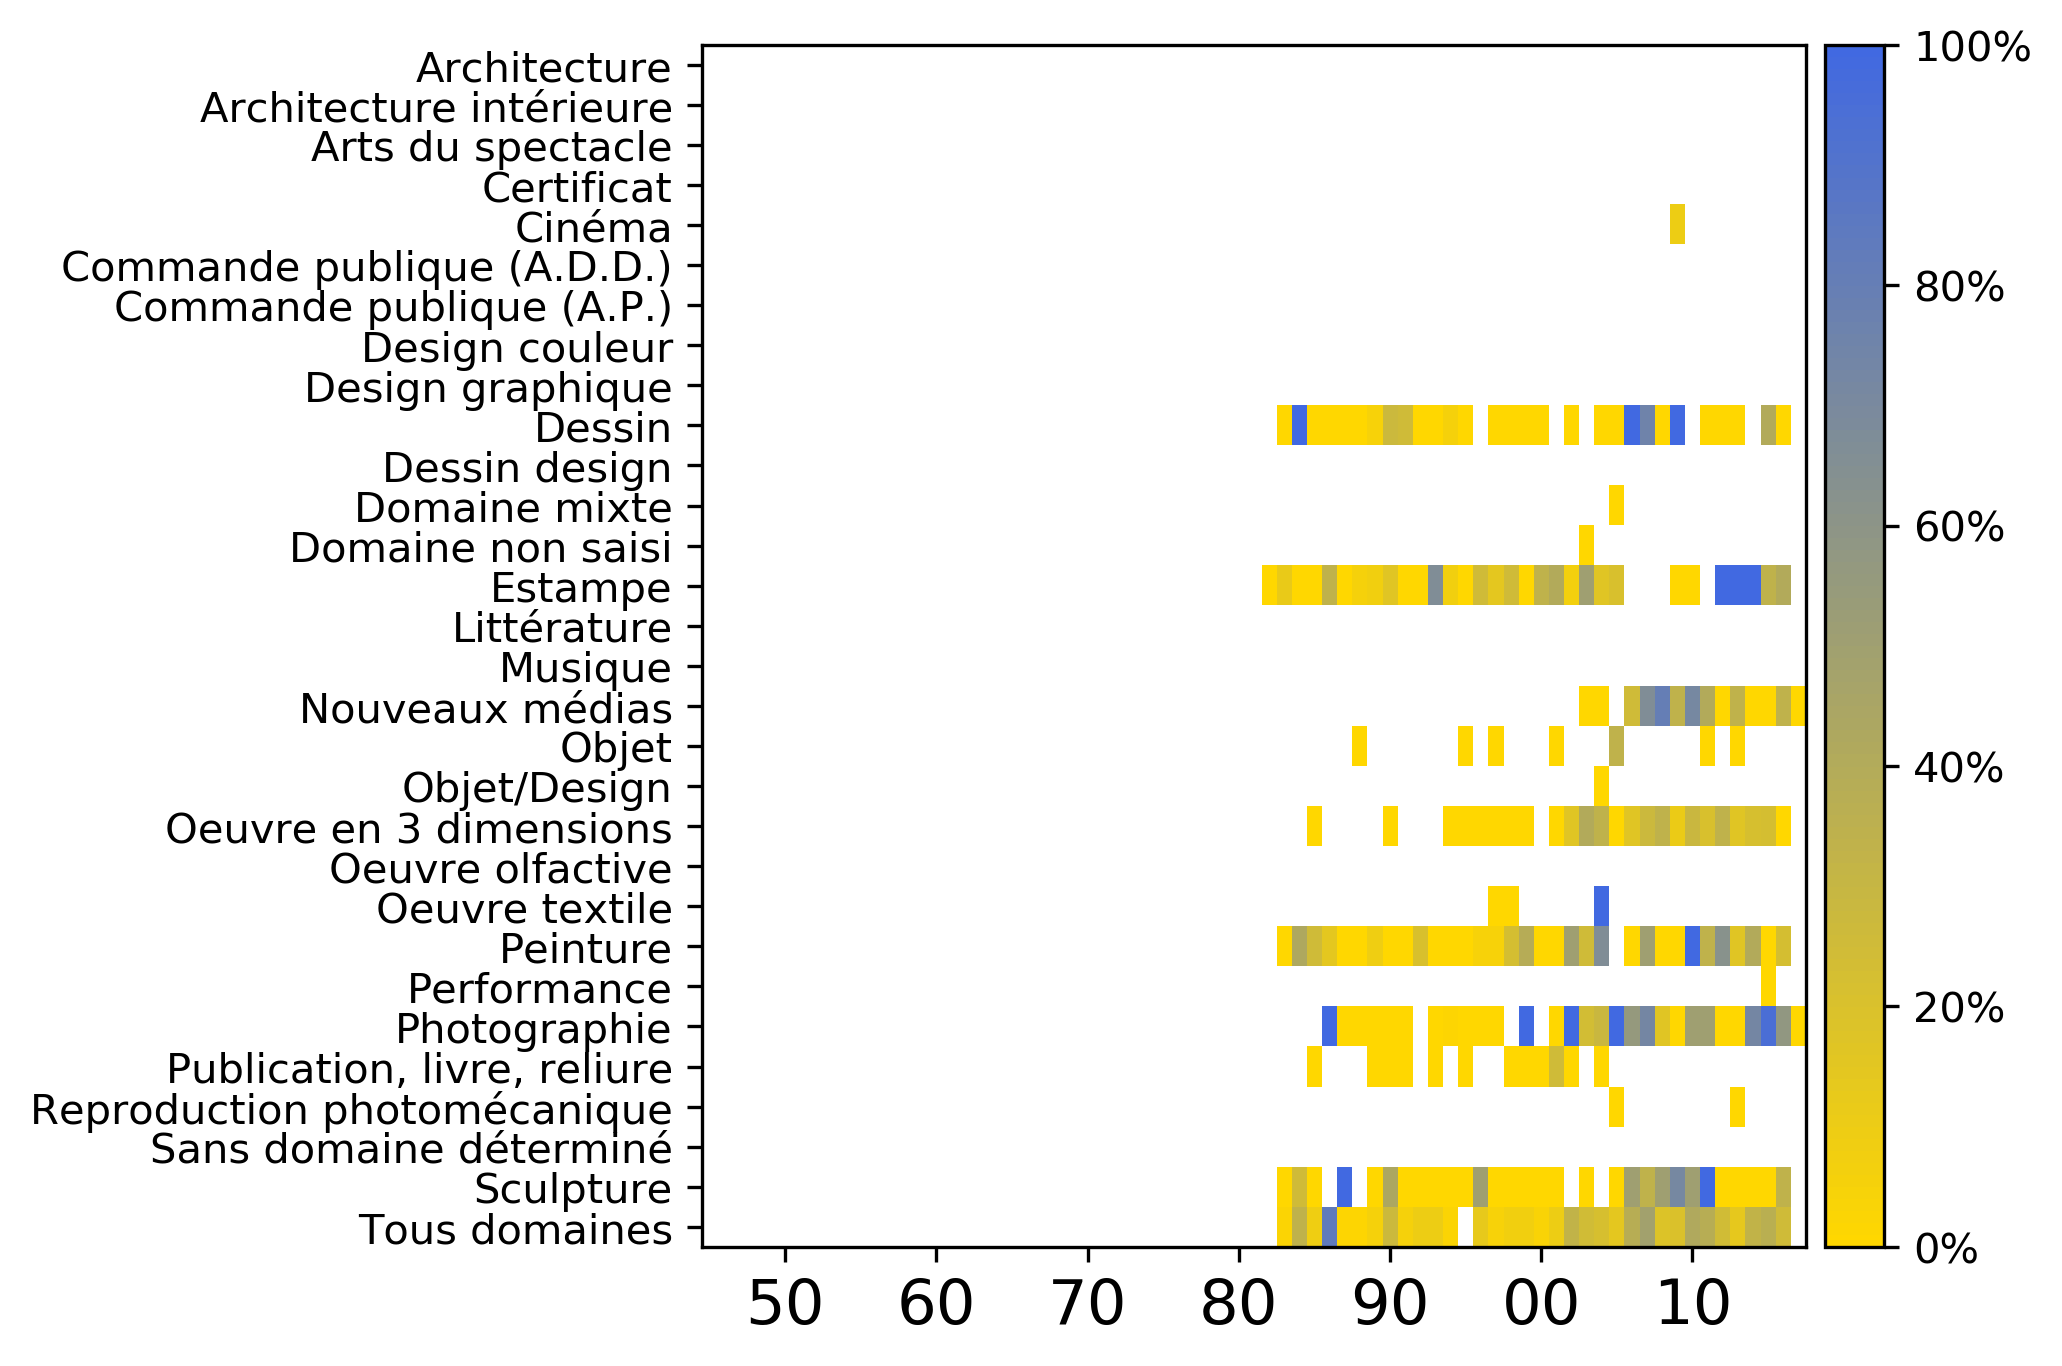 Architecture
Architecture intérieure
Arts du spectacle
Certificat
Cinéma
Commande publique (A.D.D.)
Commande publique (A.P.)
Design couleur
Design graphique
Dessin
Dessin design
Domaine mixte
Domaine non saisi
Estampe
Littérature
Musique
Nouveaux médias
Objet
Objet/Design
Oeuvre en 3 dimensions
Oeuvre olfactive
Oeuvre textile
Peinture
Performance
Photographie
Publication, livre, reliure
Reproduction photomécanique
Sans domaine déterminé
Sculpture
Tous domaines
50 60 70 80 90 00 10
100%
80%
60%
40%
20%
0%